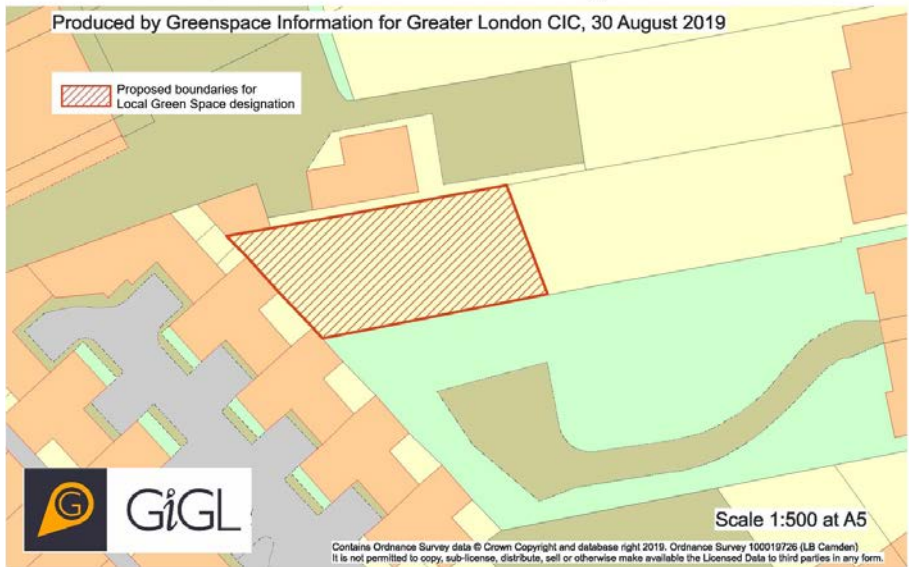 Produced by Greenspace Information for Greater London CIC, 30 August 2019
Proposed boundaries for
Local Green Space designation
G
GiGL
Scale 1:500 at A5
Contains Ordnance Survey data © Crown Copyright and database right 2019. Ordnance Survey 100019726 (LB Camden)
It is not permitted to copy, sub-license, distribute, sell or otherwise make available the Licensed Data to third parties in any form.